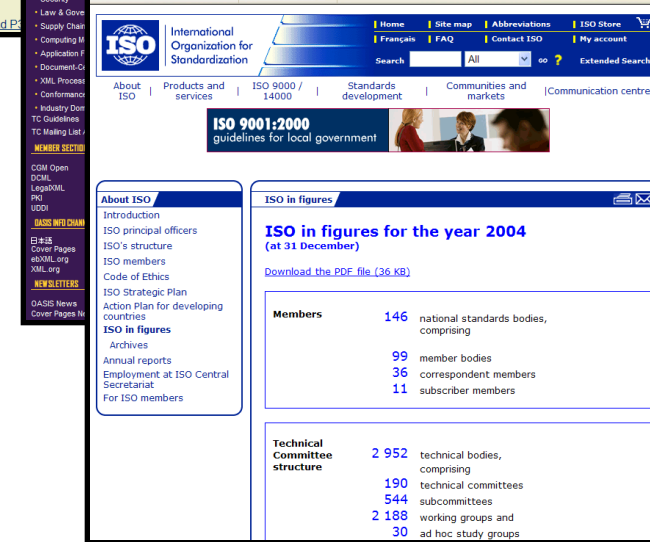 d P3
Security
• Law & Gove
• Supply Chain
• Computing M
• Application F
• Document-Ce
• XML Process
• Conformance
• Industry Dom
TC Guidelines
TC Mailing List A
MEMBER SECTION
CGM Open
DCML
LegalXML
PKI
UDDI
OASIS INFO CHANN
日本語
Cover Pages
ebXML.org
XML.org
NEWSLETTERS
OASIS News
Cover Pages Ne
ISO
International
Organization for
Standardization
Home | Site map | Abbreviations | ISO Store
Français | FAQ | Contact ISO | My account
Search All GO ? Extended Search
About ISO | Products and services | ISO 9000 / 14000 | Standards development | Communities and markets | Communication centre
ISO 9001:2000
guidelines for local government
About ISO
Introduction
ISO principal officers
ISO's structure
ISO members
Code of Ethics
ISO Strategic Plan
Action Plan for developing
countries
ISO in figures
Archives
Annual reports
Employment at ISO Central
Secretariat
For ISO members
ISO in figures
ISO in figures for the year 2004
(at 31 December)
Download the PDF file (36 KB)
Members 146 national standards bodies,
comprising
99 member bodies
36 correspondent members
11 subscriber members
Technical
Committee
structure
2 952 technical bodies,
comprising
190 technical committees
544 subcommittees
2 188 working groups and
30 ad hoc study groups